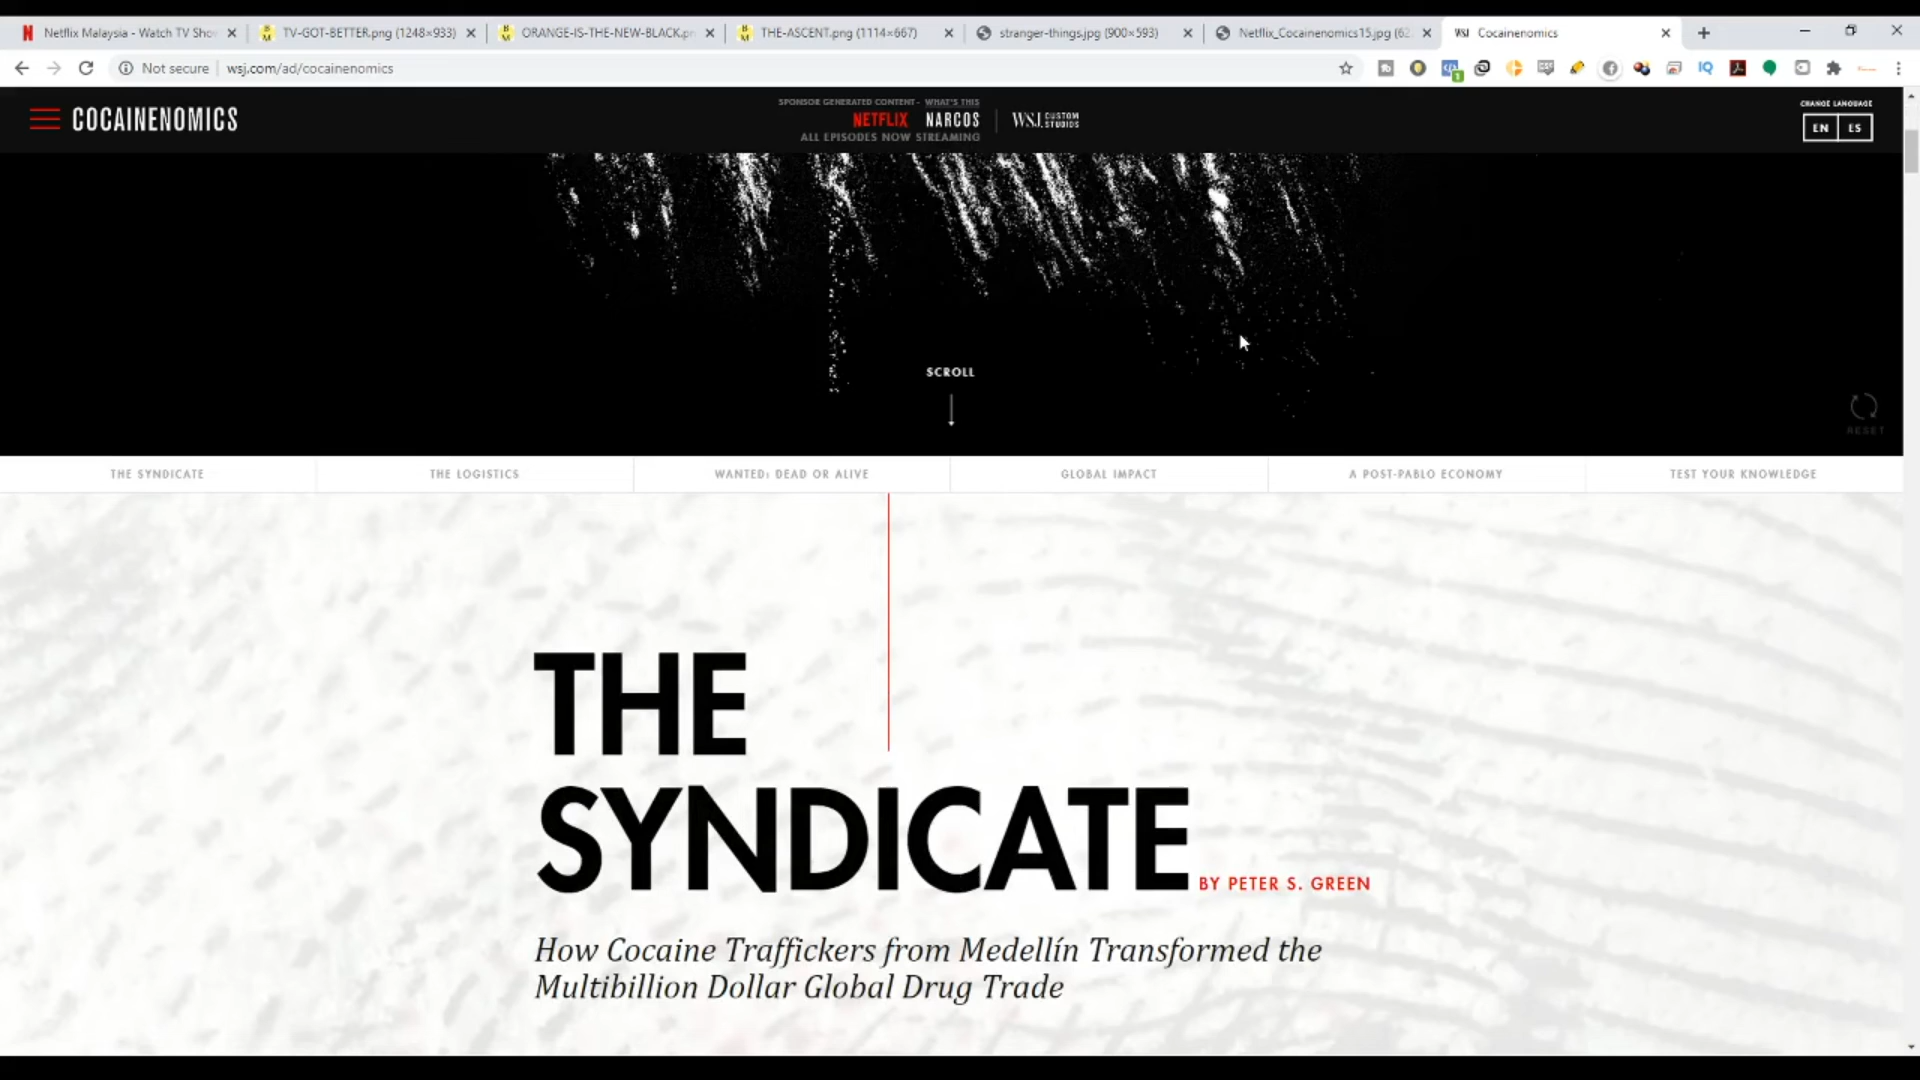 Netflix Malaysia - Watch TV Sho
TV-GOT-BETTER.png (1248×933)
ORANGE-IS-THE-NEW-BLACK.pn
THE-ASCENT.png (1114×667)
stranger-things.jpg (900×593)
Netflix_Cocainenomics15.jpg (62
WSJ Cocainenomics
Not secure wsj.com/ad/cocainenomics
COCAINENOMICS
SPONSOR GENERATED CONTENT - WHAT'S THIS
NETFLIX NARCOS
ALL EPISODES NOW STREAMING
WSJ. CUSTOM STUDIOS
CHANGE LANGUAGE
EN ES
SCROLL
RESET
THE SYNDICATE
THE LOGISTICS
WANTED: DEAD OR ALIVE
GLOBAL IMPACT
A POST-PABLO ECONOMY
TEST YOUR KNOWLEDGE
THE
SYNDICATE BY PETER S. GREEN
How Cocaine Traffickers from Medellín Transformed the
Multibillion Dollar Global Drug Trade